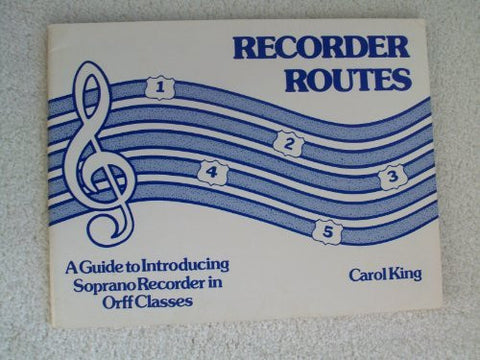 RECORDER
ROUTES
1
2
3
4
5
A Guide to Introducing
Soprano Recorder in
Orff Classes
Carol King